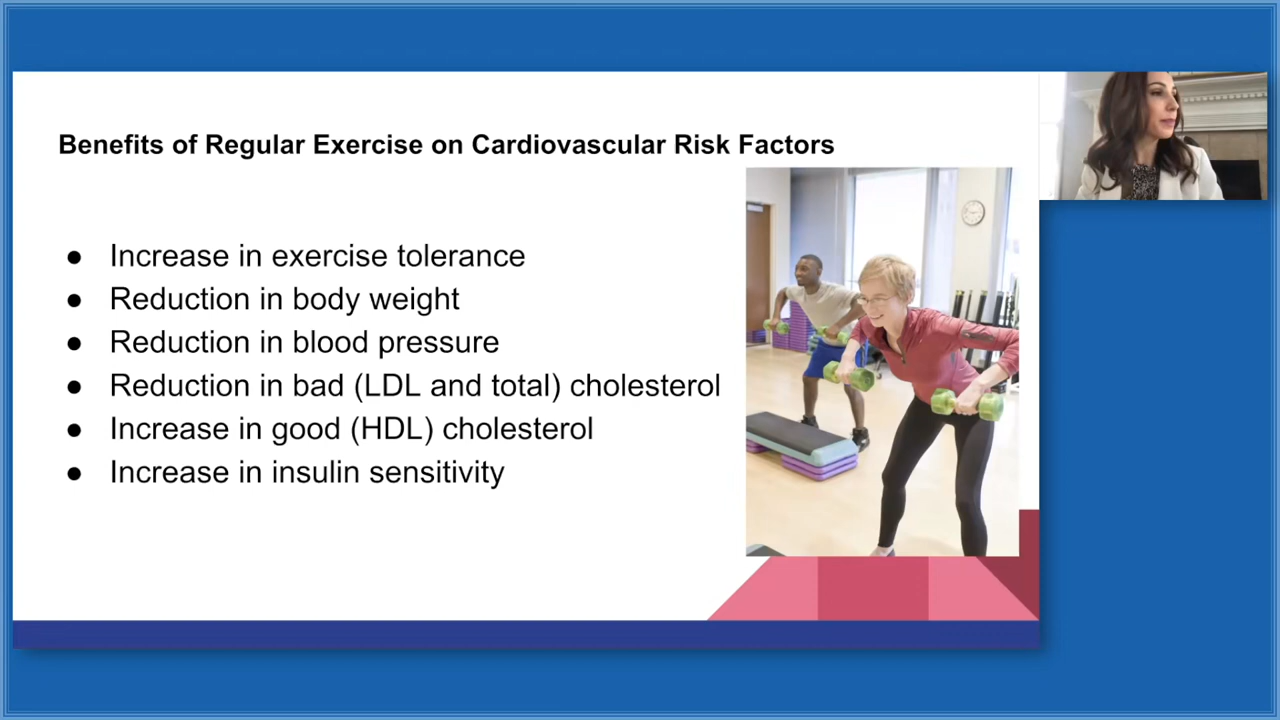 Benefits of Regular Exercise on Cardiovascular Risk Factors
● Increase in exercise tolerance
● Reduction in body weight
● Reduction in blood pressure
● Reduction in bad (LDL and total) cholesterol
● Increase in good (HDL) cholesterol
● Increase in insulin sensitivity